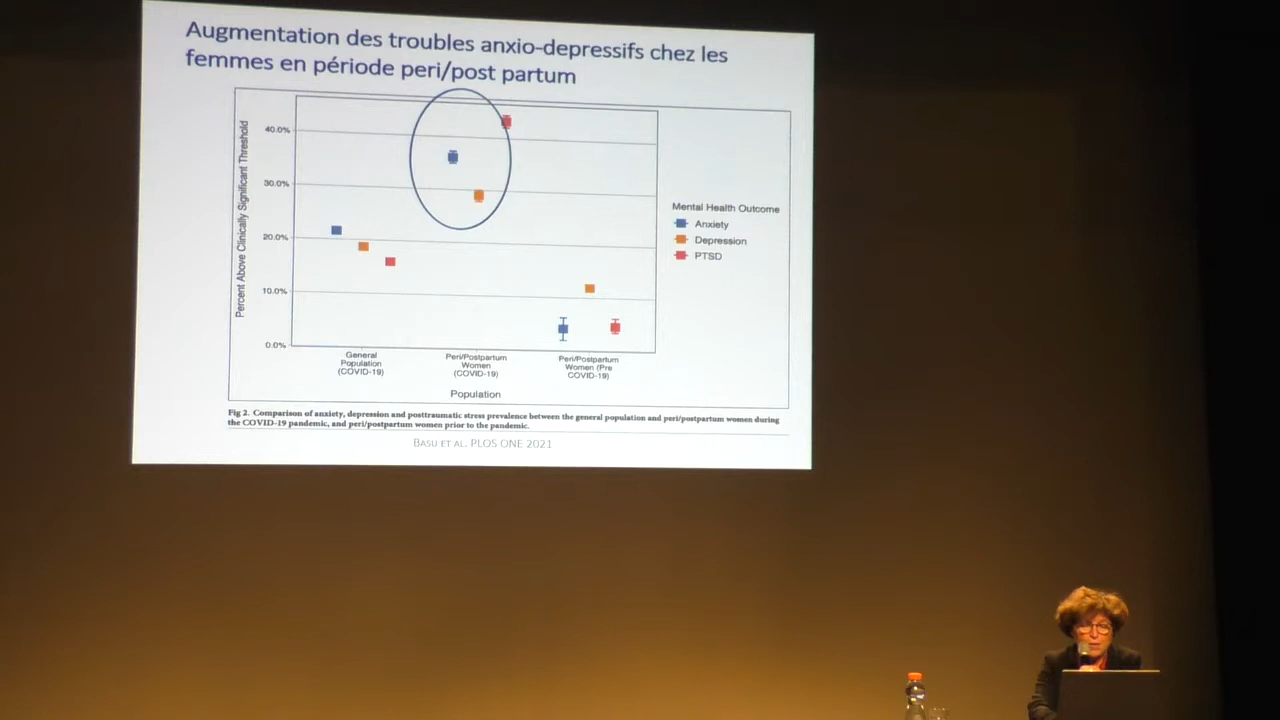 Augmentation des troubles anxio-depressifs chez les
femmes en période peri/post partum
Percent Above Clinically Significant Threshold
40.0%
30.0%
20.0%
10.0%
0.0%
General
Population
(COVID-19)
Peri/Postpartum
Women
(COVID-19)
Peri/Postpartum
Women (Pre
COVID-19)
Population
Mental Health Outcome
Anxiety
Depression
PTSD
Fig 2. Comparison of anxiety, depression and posttraumatic stress prevalence between the general population and peri/postpartum women during
the COVID-19 pandemic, and peri/postpartum women prior to the pandemic.
BASU ET AL. PLOS ONE 2021